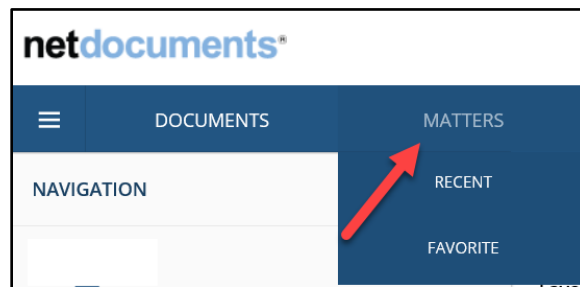 netdocuments®
DOCUMENTS
MATTERS
NAVIGATION
RECENT
FAVORITE